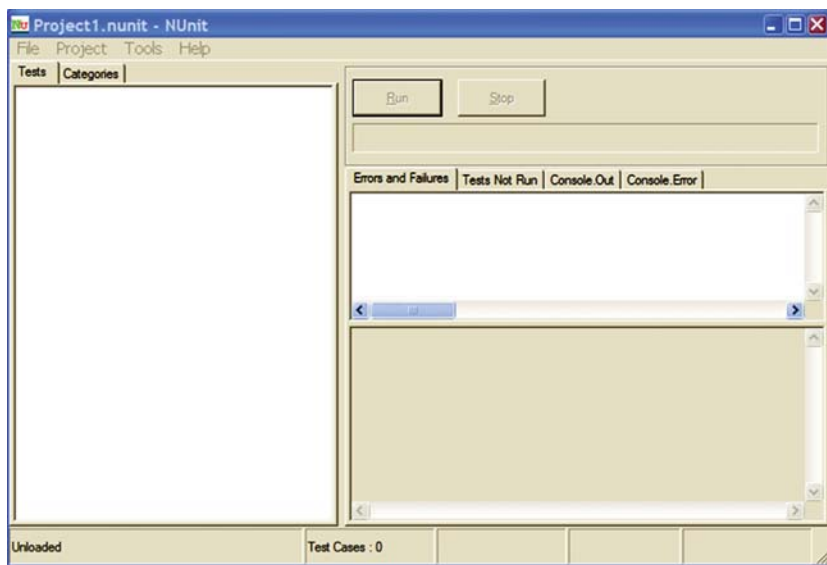 Project1.nunit - NUnit
File Project Tools Help
Tests Categories
Run Stop
Errors and Failures Tests Not Run Console.Out Console.Error
Unloaded Test Cases : 0